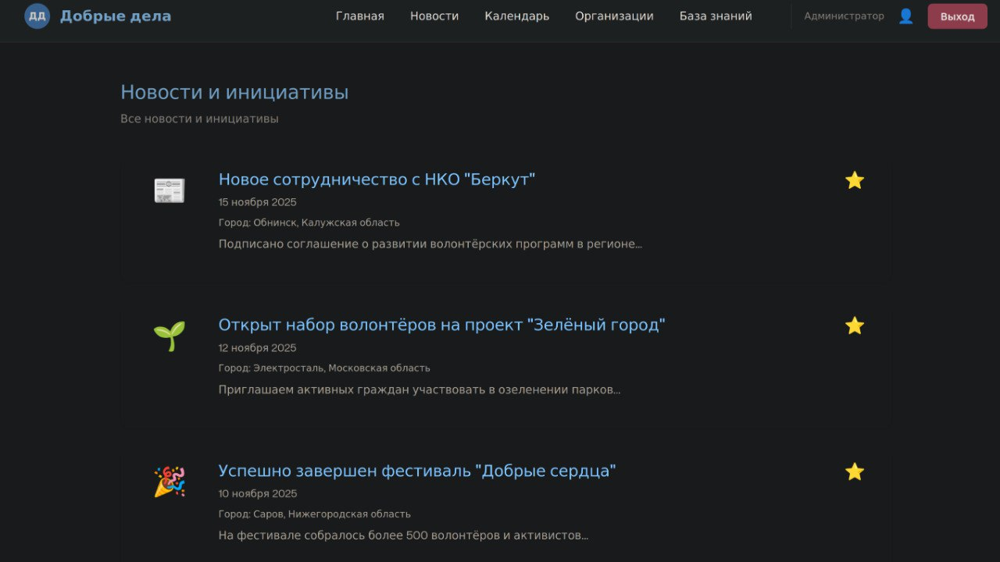 ДД Добрые дела Главная Новости Календарь Организации База знаний Администратор Выход
Новости и инициативы
Все новости и инициативы
Новое сотрудничество с НКО "Беркут"
15 ноября 2025
Город: Обнинск, Калужская область
Подписано соглашение о развитии волонтёрских программ в регионе...
Открыт набор волонтёров на проект "Зелёный город"
12 ноября 2025
Город: Электросталь, Московская область
Приглашаем активных граждан участвовать в озеленении парков...
Успешно завершен фестиваль "Добрые сердца"
10 ноября 2025
Город: Саров, Нижегородская область
На фестивале собралось более 500 волонтёров и активистов...